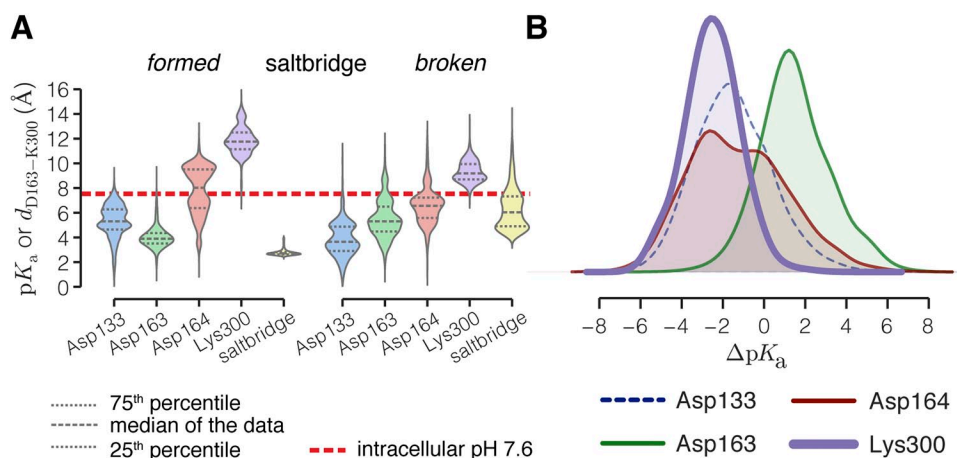 A
formed saltbridge broken
pKa or dD163–K300 (Å)
16
14
12
10
8
6
4
2
0
Asp133 Asp163 Asp164 Lys300 saltbridge Asp133 Asp163 Asp164 Lys300 saltbridge
75th percentile
median of the data
25th percentile
intracellular pH 7.6
B
−8 −6 −4 −2 0 2 4 6 8
ΔpKa
Asp133 Asp164
Asp163 Lys300